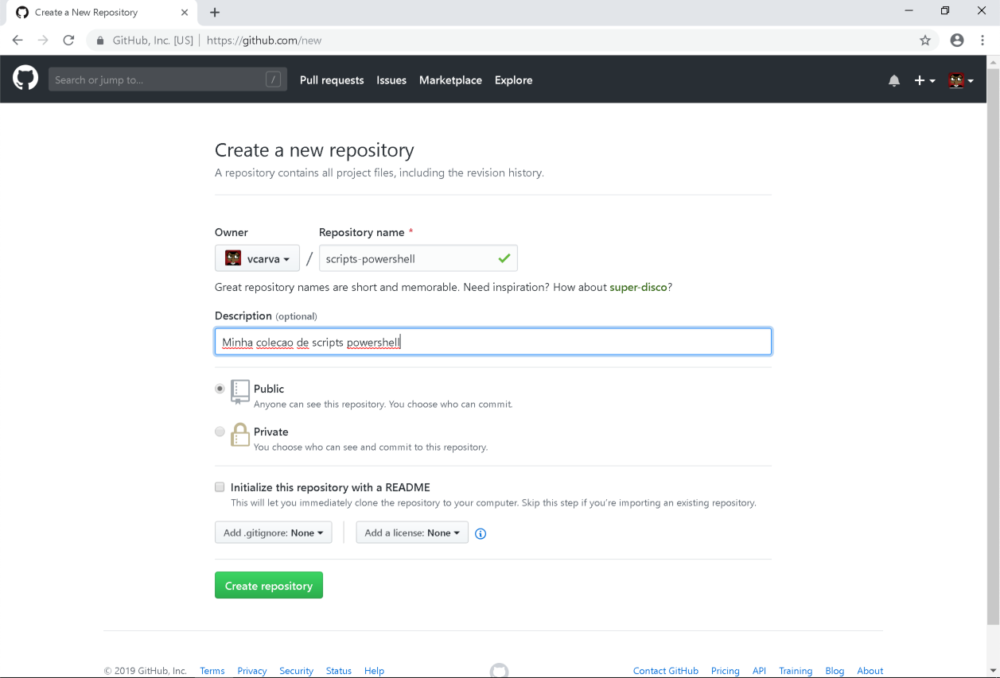 Create a New Repository
GitHub, Inc. [US] https://github.com/new
Search or jump to... / Pull requests Issues Marketplace Explore
Create a new repository
A repository contains all project files, including the revision history.
Owner Repository name *
vcarva / scripts-powershell
Great repository names are short and memorable. Need inspiration? How about super-disco?
Description (optional)
Minha colecao de scripts powershell
Public
Anyone can see this repository. You choose who can commit.
Private
You choose who can see and commit to this repository.
Initialize this repository with a README
This will let you immediately clone the repository to your computer. Skip this step if you're importing an existing repository.
Add .gitignore: None Add a license: None
Create repository
© 2019 GitHub, Inc. Terms Privacy Security Status Help Contact GitHub Pricing API Training Blog About